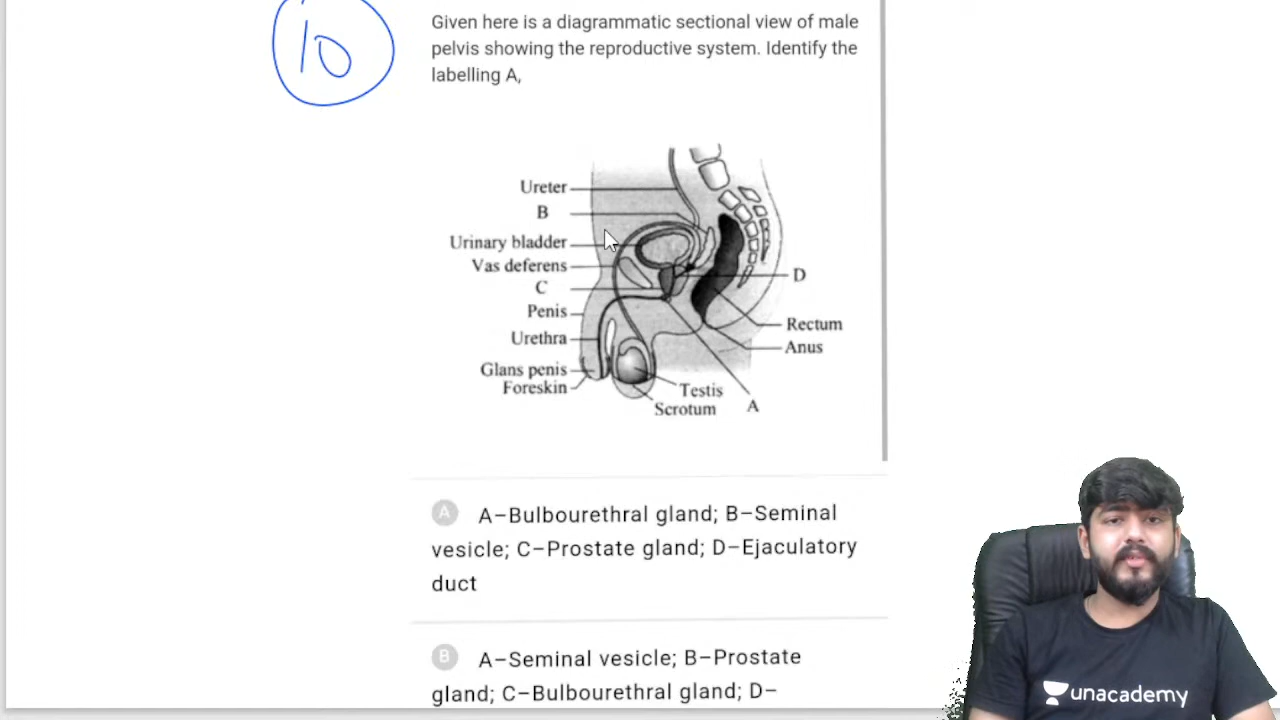 10
Given here is a diagrammatic sectional view of male
pelvis showing the reproductive system. Identify the
labelling A,
Ureter
B
Urinary bladder
Vas deferens
C
Penis
Urethra
Glans penis
Foreskin
D
Rectum
Anus
Testis
Scrotum
A
A A–Bulbourethral gland; B–Seminal
vesicle; C–Prostate gland; D–Ejaculatory
duct
B A–Seminal vesicle; B–Prostate
gland; C–Bulbourethral gland; D–
unacademy